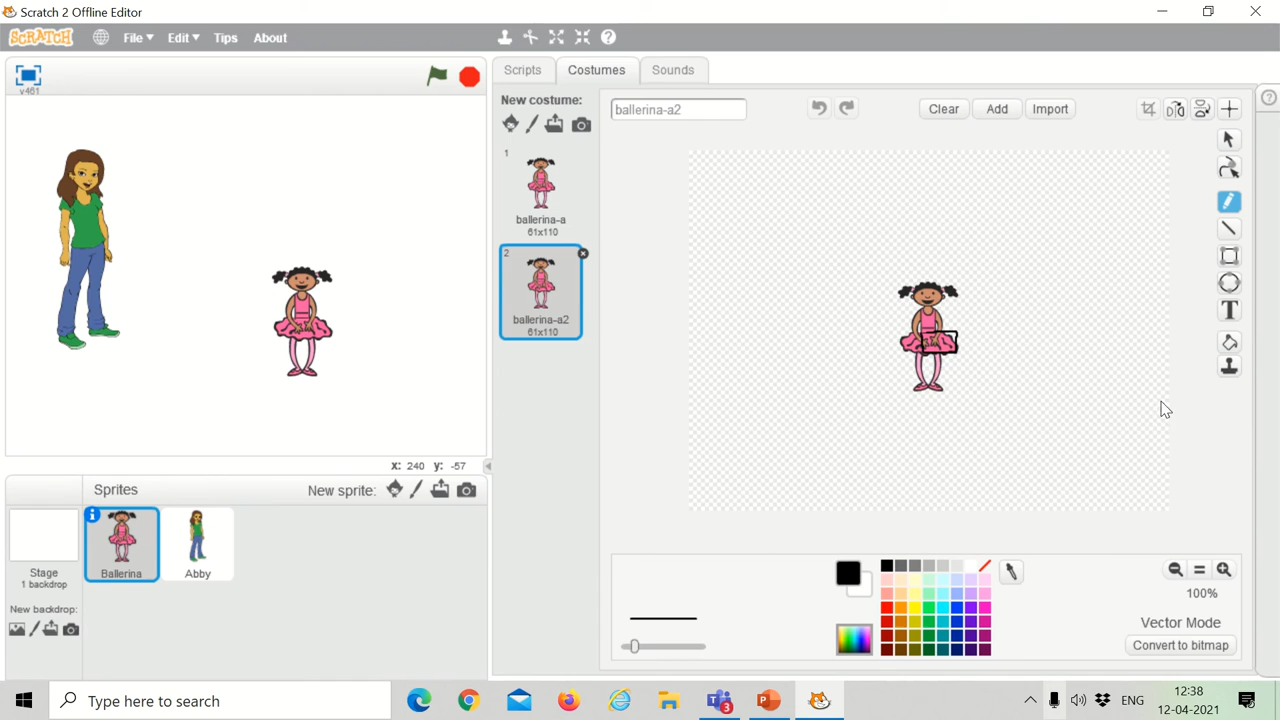 Scratch 2 Offline Editor
SCRATCH File Edit Tips About
v461
Scripts Costumes Sounds
New costume:
ballerina-a2
Clear Add Import
1
ballerina-a
61x110
2
ballerina-a2
61x110
T
x: 240 y: -57
Sprites New sprite:
Stage
1 backdrop
Ballerina
Abby
New backdrop:
100%
Vector Mode
Convert to bitmap
Type here to search
3
ENG
12:38
12-04-2021